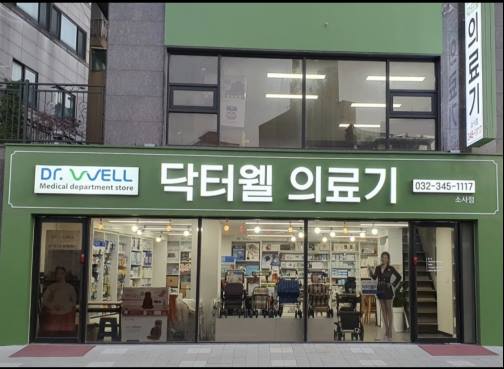 DR. WELL
Medical department store
닥터웰 의료기
032-345-1117
소사점
의료기